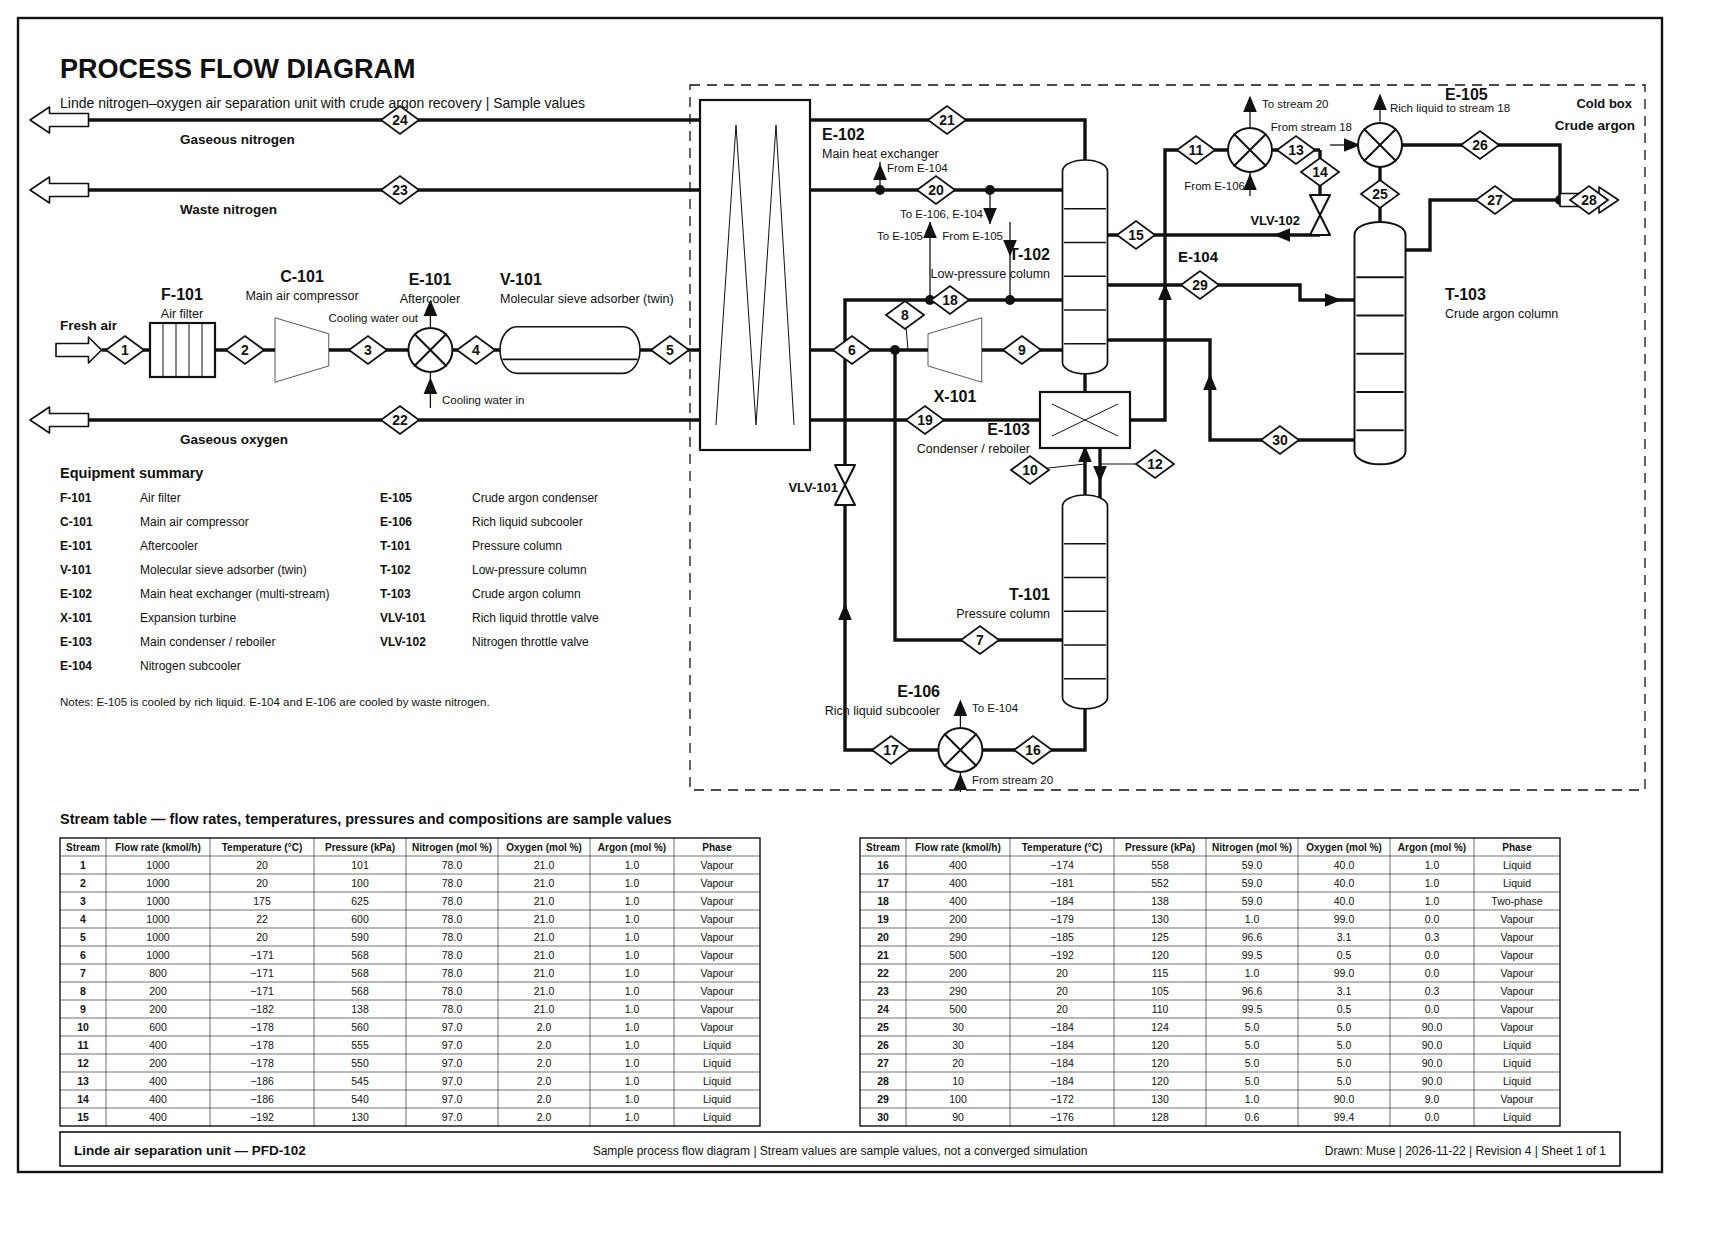 PROCESS FLOW DIAGRAM
Linde nitrogen–oxygen air separation unit with crude argon recovery | Sample values
24
Gaseous nitrogen
23
Waste nitrogen
F-101
Air filter
C-101
Main air compressor
E-101
Aftercooler
V-101
Molecular sieve adsorber (twin)
Cooling water out
Fresh air
1
2
3
4
5
Cooling water in
22
Gaseous oxygen
E-102
Main heat exchanger
21
From E-104
20
To E-106, E-104
To E-105
From E-105
T-102
Low-pressure column
18
8
6
9
X-101
19
E-103
Condenser / reboiler
10
12
VLV-101
T-101
Pressure column
7
E-106
Rich liquid subcooler
To E-104
17
16
From stream 20
To stream 20
From stream 18
11
13
14
From E-106
VLV-102
15
E-104
29
30
E-105
Rich liquid to stream 18
Cold box
Crude argon
26
25
27
28
T-103
Crude argon column
Equipment summary
F-101 Air filter E-105 Crude argon condenser
C-101 Main air compressor E-106 Rich liquid subcooler
E-101 Aftercooler T-101 Pressure column
V-101 Molecular sieve adsorber (twin) T-102 Low-pressure column
E-102 Main heat exchanger (multi-stream) T-103 Crude argon column
X-101 Expansion turbine VLV-101 Rich liquid throttle valve
E-103 Main condenser / reboiler VLV-102 Nitrogen throttle valve
E-104 Nitrogen subcooler
Notes: E-105 is cooled by rich liquid. E-104 and E-106 are cooled by waste nitrogen.
Stream table — flow rates, temperatures, pressures and compositions are sample values
Stream Flow rate (kmol/h) Temperature (°C) Pressure (kPa) Nitrogen (mol %) Oxygen (mol %) Argon (mol %) Phase
1 1000 20 101 78.0 21.0 1.0 Vapour
2 1000 20 100 78.0 21.0 1.0 Vapour
3 1000 175 625 78.0 21.0 1.0 Vapour
4 1000 22 600 78.0 21.0 1.0 Vapour
5 1000 20 590 78.0 21.0 1.0 Vapour
6 1000 −171 568 78.0 21.0 1.0 Vapour
7 800 −171 568 78.0 21.0 1.0 Vapour
8 200 −171 568 78.0 21.0 1.0 Vapour
9 200 −182 138 78.0 21.0 1.0 Vapour
10 600 −178 560 97.0 2.0 1.0 Vapour
11 400 −178 555 97.0 2.0 1.0 Liquid
12 200 −178 550 97.0 2.0 1.0 Liquid
13 400 −186 545 97.0 2.0 1.0 Liquid
14 400 −186 540 97.0 2.0 1.0 Liquid
15 400 −192 130 97.0 2.0 1.0 Liquid
Stream Flow rate (kmol/h) Temperature (°C) Pressure (kPa) Nitrogen (mol %) Oxygen (mol %) Argon (mol %) Phase
16 400 −174 558 59.0 40.0 1.0 Liquid
17 400 −181 552 59.0 40.0 1.0 Liquid
18 400 −184 138 59.0 40.0 1.0 Two-phase
19 200 −179 130 1.0 99.0 0.0 Vapour
20 290 −185 125 96.6 3.1 0.3 Vapour
21 500 −192 120 99.5 0.5 0.0 Vapour
22 200 20 115 1.0 99.0 0.0 Vapour
23 290 20 105 96.6 3.1 0.3 Vapour
24 500 20 110 99.5 0.5 0.0 Vapour
25 30 −184 124 5.0 5.0 90.0 Vapour
26 30 −184 120 5.0 5.0 90.0 Liquid
27 20 −184 120 5.0 5.0 90.0 Liquid
28 10 −184 120 5.0 5.0 90.0 Liquid
29 100 −172 130 1.0 90.0 9.0 Vapour
30 90 −176 128 0.6 99.4 0.0 Liquid
Linde air separation unit — PFD-102
Sample process flow diagram | Stream values are sample values, not a converged simulation
Drawn: Muse | 2026-11-22 | Revision 4 | Sheet 1 of 1